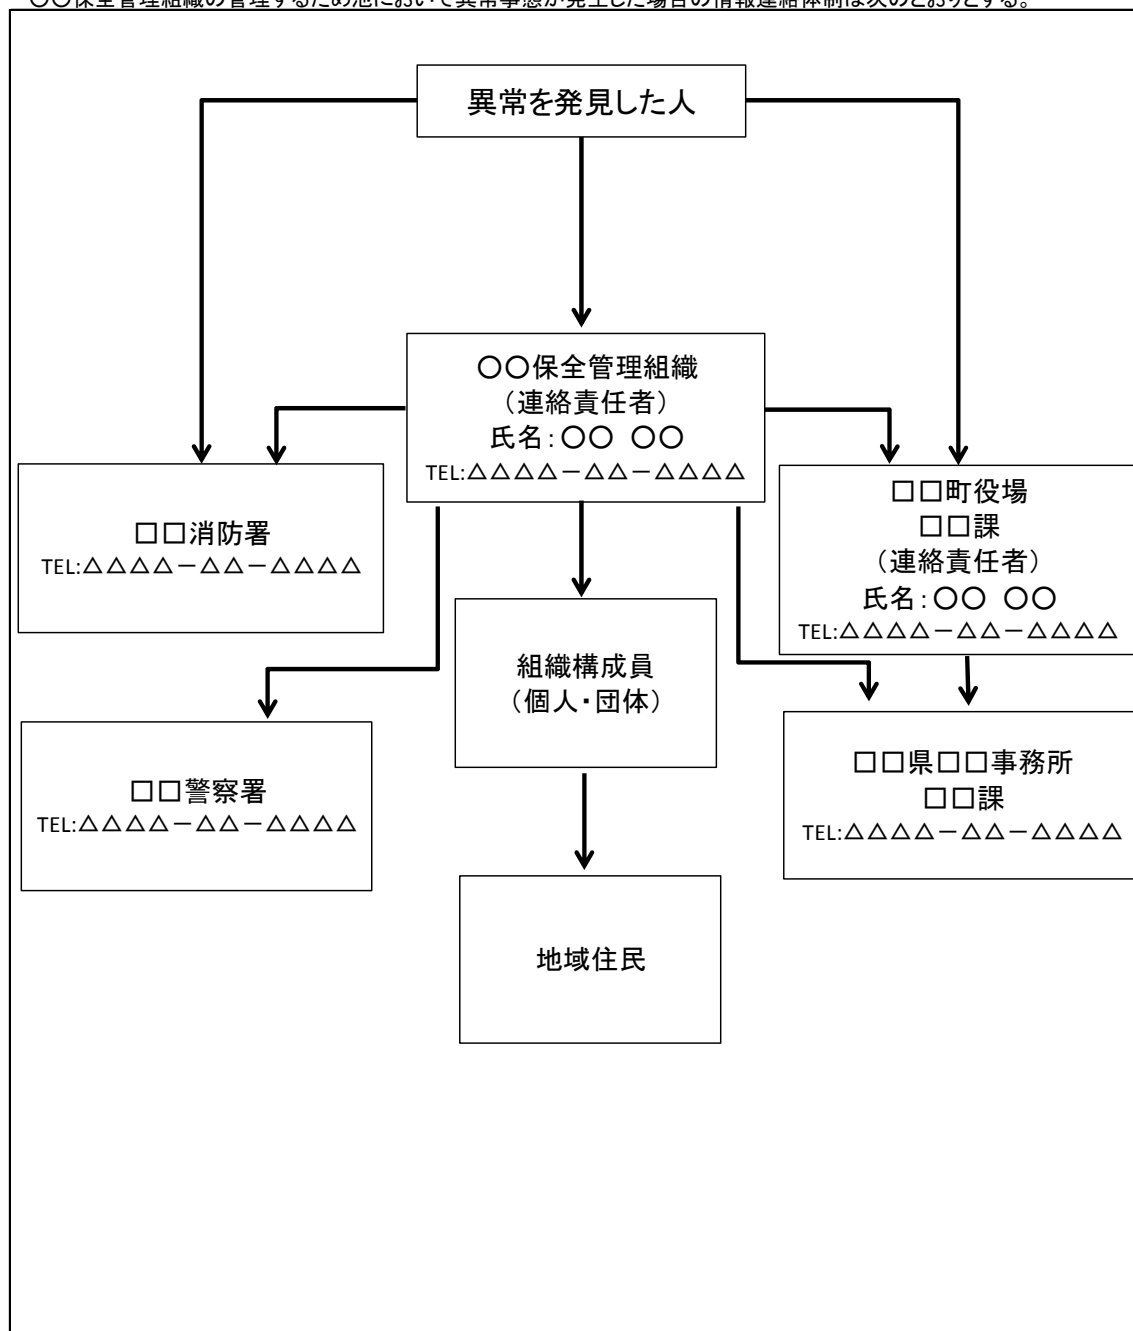 〇〇保全管理組織の管理するため池において異常事態が発生した場合の情報連絡体制は次のとおりとする。
異常を発見した人
〇〇保全管理組織
（連絡責任者）
氏名：〇〇 〇〇
TEL:△△△△－△△－△△△△
□□消防署
TEL:△△△△－△△－△△△△
□□町役場
□□課
（連絡責任者）
氏名：〇〇 〇〇
TEL:△△△△－△△－△△△△
組織構成員
（個人・団体）
□□警察署
TEL:△△△△－△△－△△△△
□□県□□事務所
□□課
TEL:△△△△－△△－△△△△
地域住民